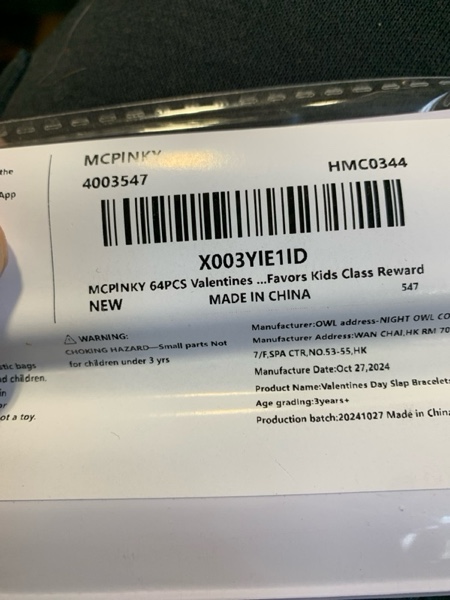 the
App
MCPINKY
4003547
HMC0344
X003YIE1ID
MCPINKY 64PCS Valentines ...Favors Kids Class Reward
NEW
MADE IN CHINA
547
WARNING:
CHOKING HAZARD—Small parts Not
for children under 3 yrs
bags
children.
in
or
ot a toy.
Manufacturer:OWL address-NIGHT OWL CO
Manufacturer Address:WAN CHAI.HK RM 70
7/F,SPA CTR,NO.53-55,HK
Manufacture Date:Oct 27,2024
Product Name:Valentines Day Slap Bracelets
Age grading:3years+
Production batch:20241027 Made in China